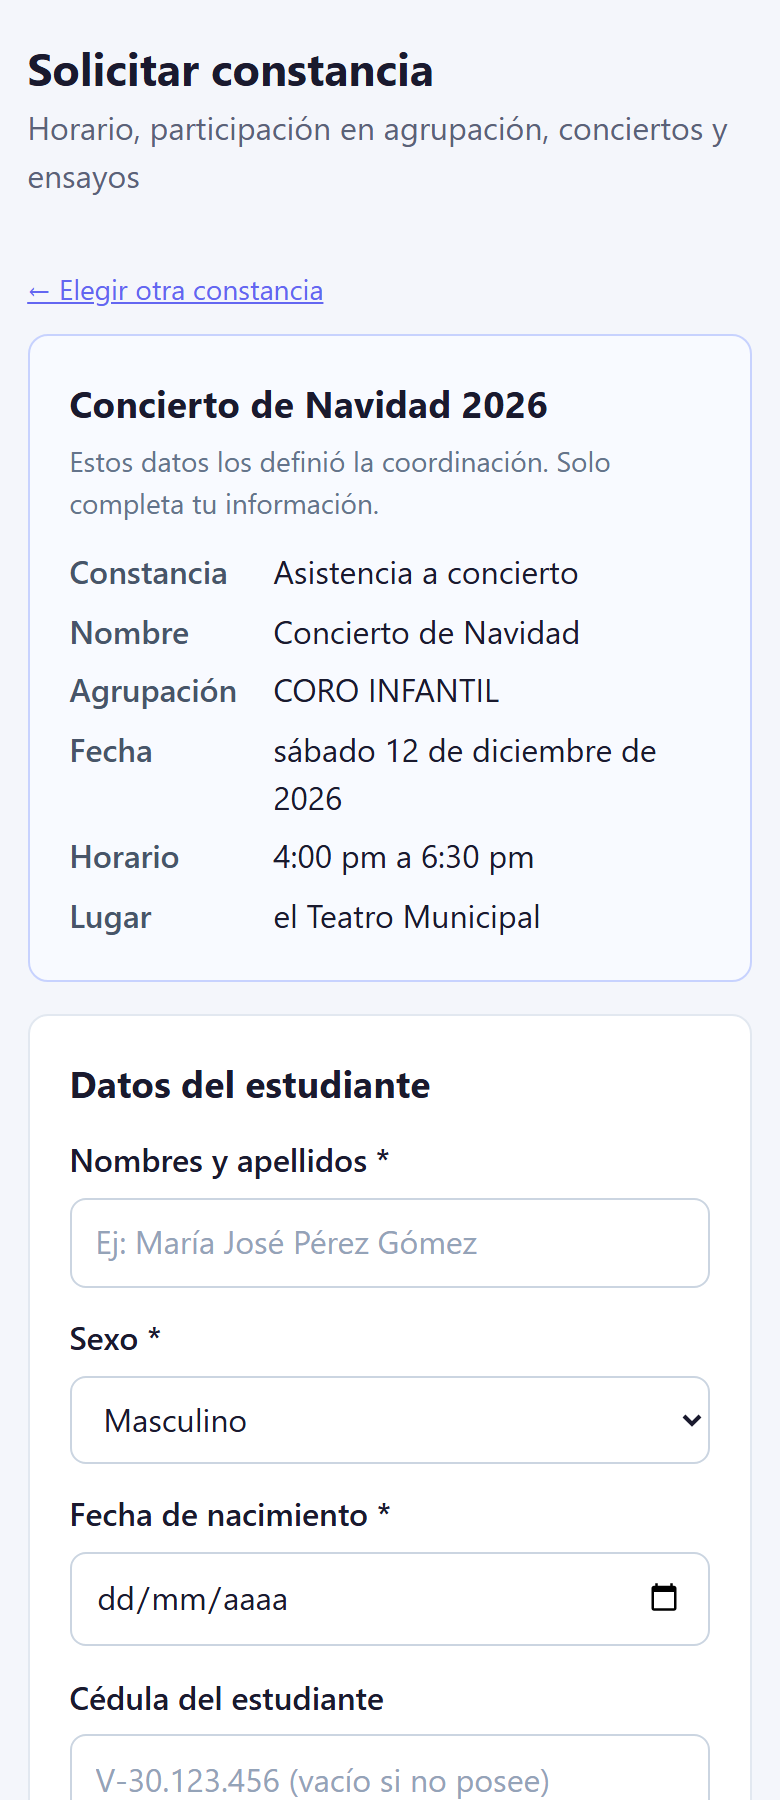 Solicitar constancia
Horario, participación en agrupación, conciertos y
ensayos
← Elegir otra constancia
Concierto de Navidad 2026
Estos datos los definió la coordinación. Solo
completa tu información.
Constancia Asistencia a concierto
Nombre Concierto de Navidad
Agrupación CORO INFANTIL
Fecha sábado 12 de diciembre de
2026
Horario 4:00 pm a 6:30 pm
Lugar el Teatro Municipal
Datos del estudiante
Nombres y apellidos *
Ej: María José Pérez Gómez
Sexo *
Masculino
Fecha de nacimiento *
dd/mm/aaaa
Cédula del estudiante
V-30.123.456 (vacío si no posee)